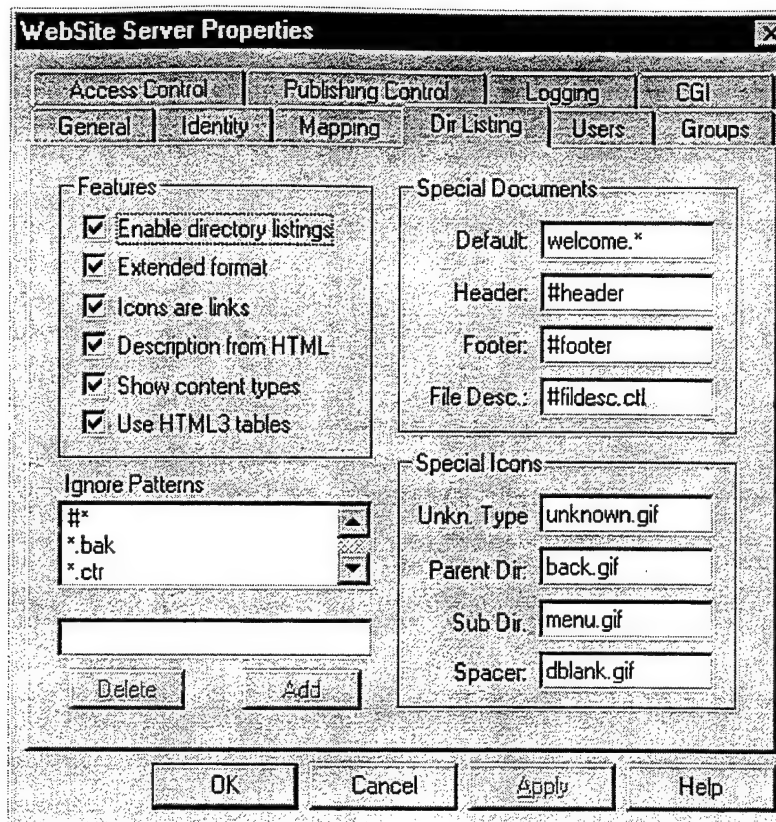 WebSite Server Properties
Access Control Publishing Control Logging CGI
General Identity Mapping Dir Listing Users Groups
Features
Enable directory listings
Extended format
Icons are links
Description from HTML
Show content types
Use HTML3 tables
Ignore Patterns
#*
*.bak
*.ctr
Delete Add
Special Documents
Default: welcome.*
Header: #header
Footer: #footer
File Desc.: #fildesc.ctl
Special Icons
Unkn. Type unknown.gif
Parent Dir: back.gif
Sub Dir. menu.gif
Spacer: dblank.gif
OK Cancel Apply Help